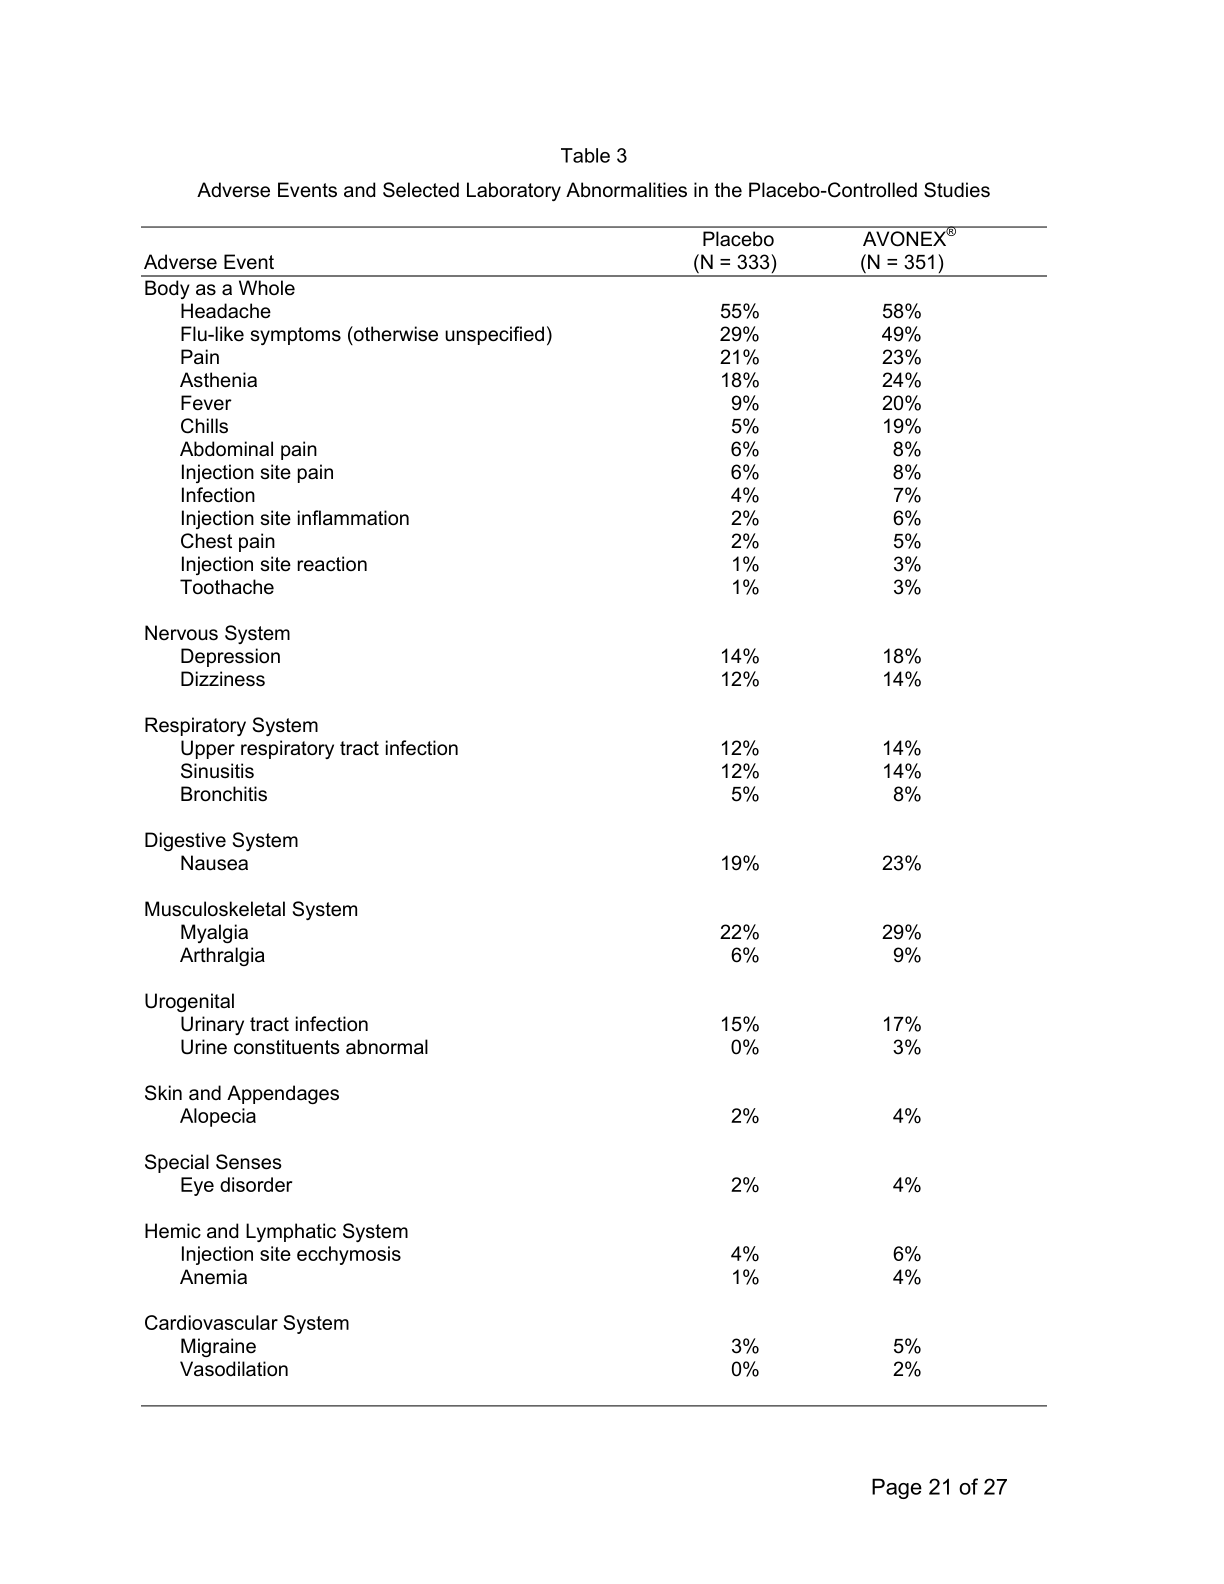 Table 3
Adverse Events and Selected Laboratory Abnormalities in the Placebo-Controlled Studies
Placebo AVONEX®
Adverse Event (N = 333) (N = 351)
Body as a Whole
Headache 55% 58%
Flu-like symptoms (otherwise unspecified) 29% 49%
Pain 21% 23%
Asthenia 18% 24%
Fever 9% 20%
Chills 5% 19%
Abdominal pain 6% 8%
Injection site pain 6% 8%
Infection 4% 7%
Injection site inflammation 2% 6%
Chest pain 2% 5%
Injection site reaction 1% 3%
Toothache 1% 3%
Nervous System
Depression 14% 18%
Dizziness 12% 14%
Respiratory System
Upper respiratory tract infection 12% 14%
Sinusitis 12% 14%
Bronchitis 5% 8%
Digestive System
Nausea 19% 23%
Musculoskeletal System
Myalgia 22% 29%
Arthralgia 6% 9%
Urogenital
Urinary tract infection 15% 17%
Urine constituents abnormal 0% 3%
Skin and Appendages
Alopecia 2% 4%
Special Senses
Eye disorder 2% 4%
Hemic and Lymphatic System
Injection site ecchymosis 4% 6%
Anemia 1% 4%
Cardiovascular System
Migraine 3% 5%
Vasodilation 0% 2%
Page 21 of 27